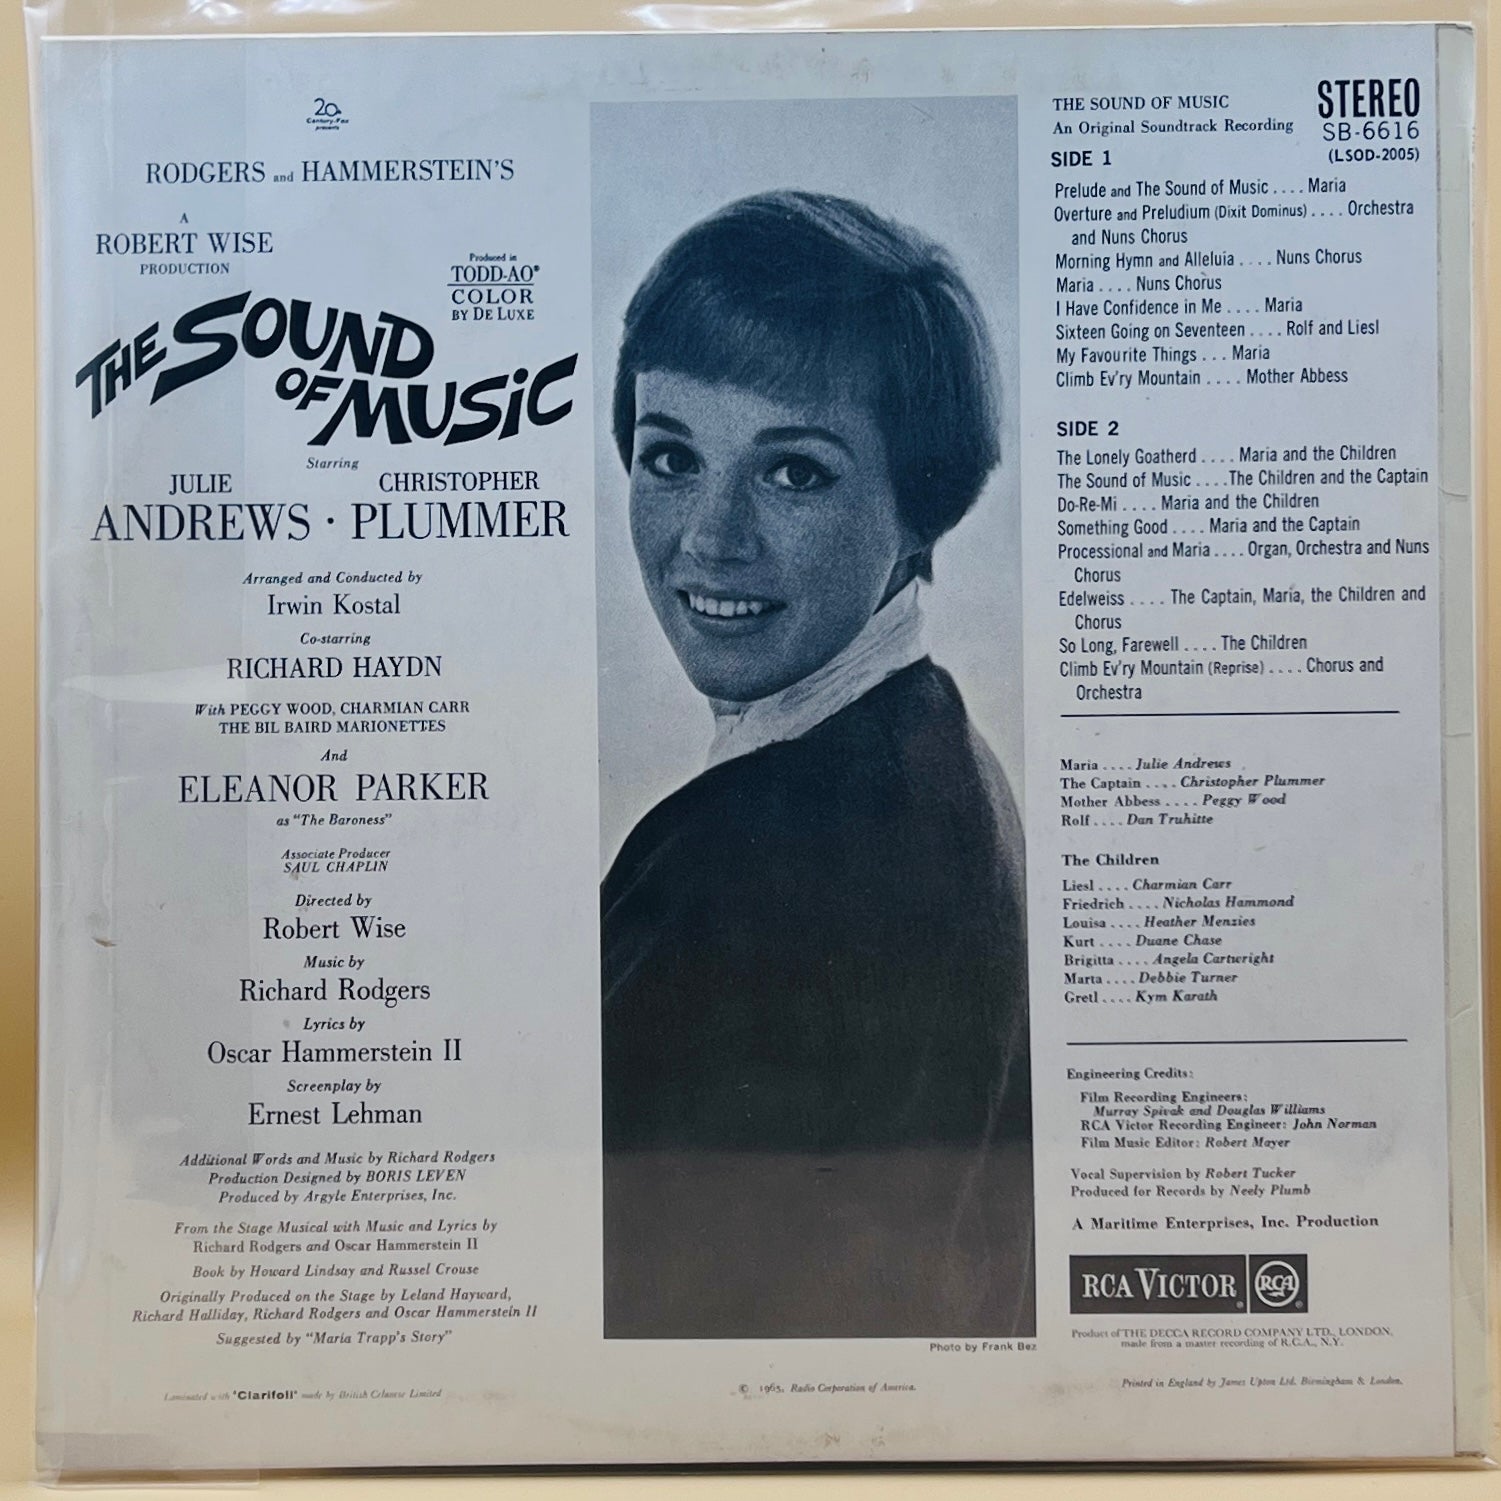 20
Century-Fox
presents
RODGERS and HAMMERSTEIN'S
A
ROBERT WISE
PRODUCTION
Produced in
TODD-AO®
COLOR
BY DE LUXE
THE SOUND
OF MUSIC
Starring
JULIE CHRISTOPHER
ANDREWS · PLUMMER
Arranged and Conducted by
Irwin Kostal
Co-starring
RICHARD HAYDN
With PEGGY WOOD, CHARMIAN CARR
THE BIL BAIRD MARIONETTES
And
ELEANOR PARKER
as "The Baroness"
Associate Producer
SAUL CHAPLIN
Directed by
Robert Wise
Music by
Richard Rodgers
Lyrics by
Oscar Hammerstein II
Screenplay by
Ernest Lehman
Additional Words and Music by Richard Rodgers
Production Designed by BORIS LEVEN
Produced by Argyle Enterprises, Inc.
From the Stage Musical with Music and Lyrics by
Richard Rodgers and Oscar Hammerstein II
Book by Howard Lindsay and Russel Crouse
Originally Produced on the Stage by Leland Hayward,
Richard Halliday, Richard Rodgers and Oscar Hammerstein II
Suggested by "Maria Trapp's Story"
Laminated with "Clarifoil" made by British Celanese Limited
Photo by Frank Bez
© 1965, Radio Corporation of America.
THE SOUND OF MUSIC
An Original Soundtrack Recording
STEREO
SB-6616
(LSOD-2005)
SIDE 1
Prelude and The Sound of Music .... Maria
Overture and Preludium (Dixit Dominus) .... Orchestra
and Nuns Chorus
Morning Hymn and Alleluia .... Nuns Chorus
Maria .... Nuns Chorus
I Have Confidence in Me .... Maria
Sixteen Going on Seventeen .... Rolf and Liesl
My Favourite Things ... Maria
Climb Ev'ry Mountain .... Mother Abbess
SIDE 2
The Lonely Goatherd .... Maria and the Children
The Sound of Music ....The Children and the Captain
Do-Re-Mi .... Maria and the Children
Something Good .... Maria and the Captain
Processional and Maria .... Organ, Orchestra and Nuns
Chorus
Edelweiss .... The Captain, Maria, the Children and
Chorus
So Long, Farewell .... The Children
Climb Ev'ry Mountain (Reprise) .... Chorus and
Orchestra
Maria .... Julie Andrews
The Captain .... Christopher Plummer
Mother Abbess .... Peggy Wood
Rolf .... Dan Truhitte
The Children
Liesl .... Charmian Carr
Friedrich .... Nicholas Hammond
Louisa .... Heather Menzies
Kurt .... Duane Chase
Brigitta .... Angela Cartwright
Marta .... Debbie Turner
Gretl .... Kym Karath
Engineering Credits:
Film Recording Engineers:
Murray Spivak and Douglas Williams
RCA Victor Recording Engineer: John Norman
Film Music Editor: Robert Mayer
Vocal Supervision by Robert Tucker
Produced for Records by Neely Plumb
A Maritime Enterprises, Inc. Production
RCA VICTOR RCA
Product of THE DECCA RECORD COMPANY LTD., LONDON,
made from a master recording of R.C.A., N.Y.
Printed in England by James Upton Ltd. Birmingham & London.